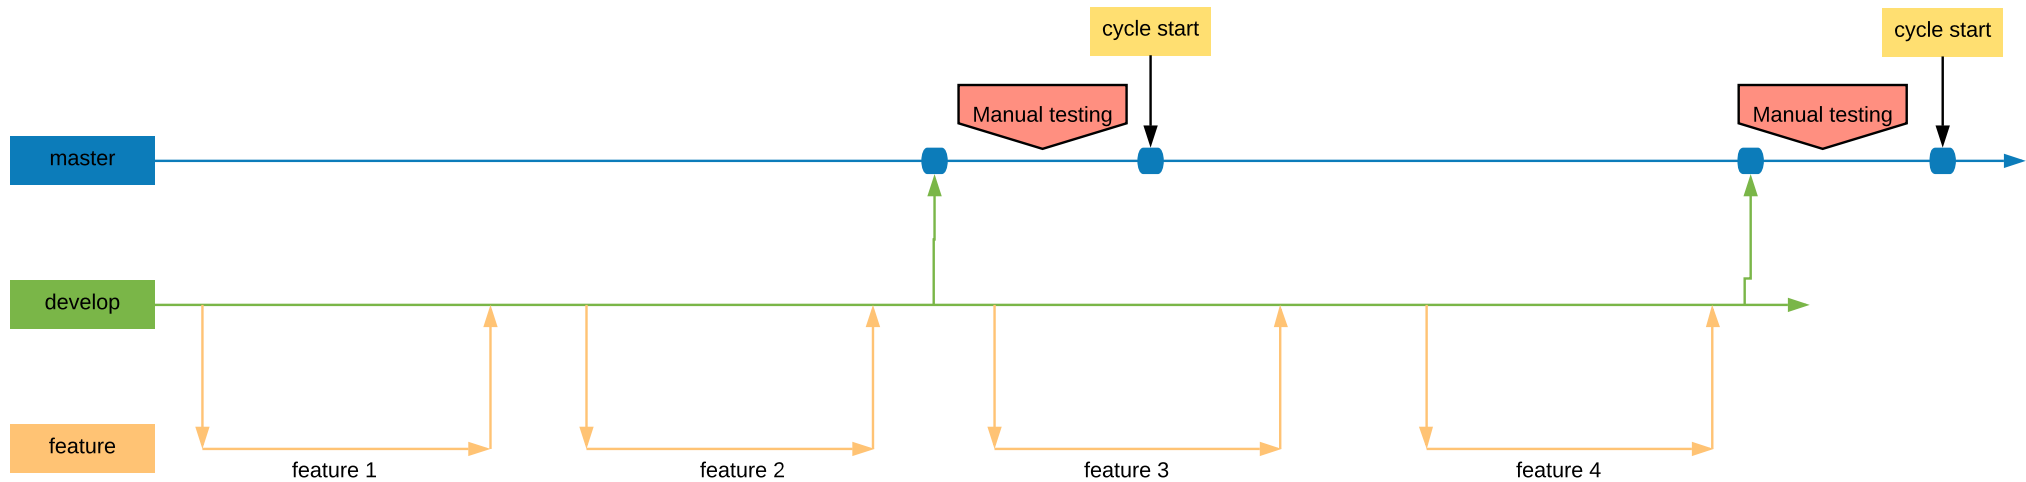 cycle start
cycle start
Manual testing
Manual testing
master
develop
feature
feature 1
feature 2
feature 3
feature 4